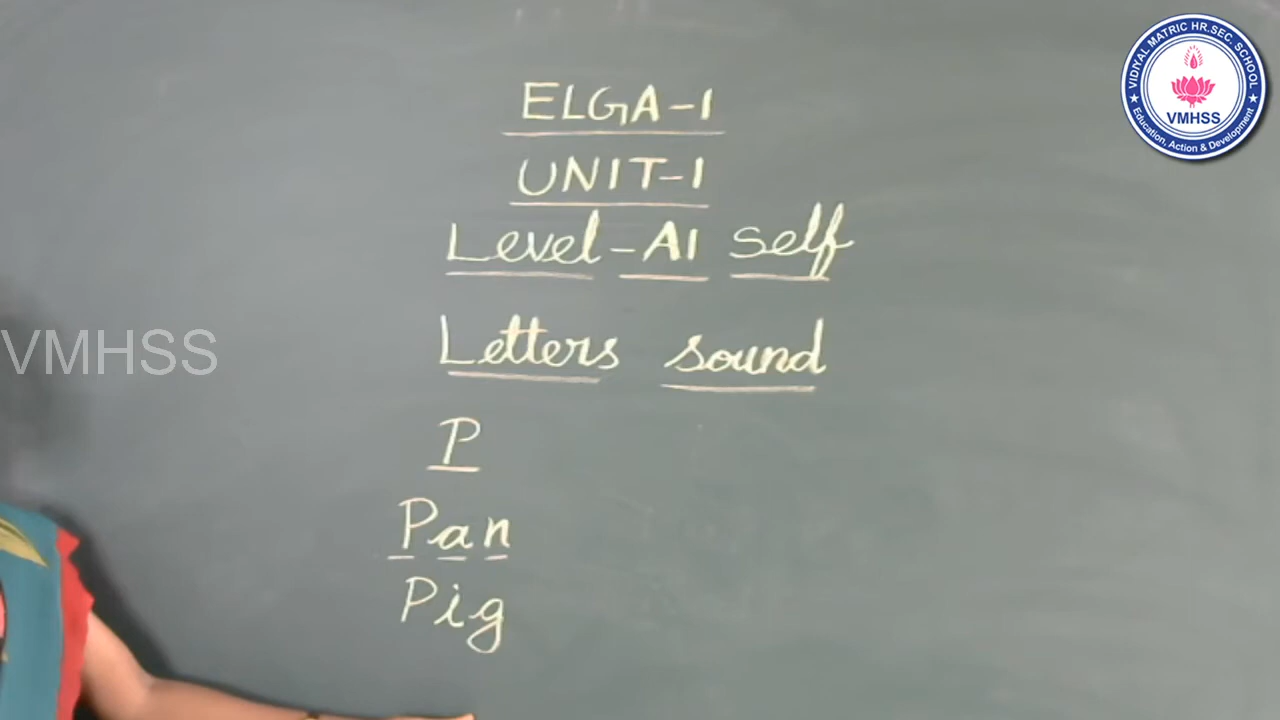 ELGA-1
UNIT-1
Level-A1 self
Letters sound
P
Pan
Pig
VMHSS
VIDIYAL MATRIC HR.SEC. SCHOOL
VMHSS
Education, Action & Development